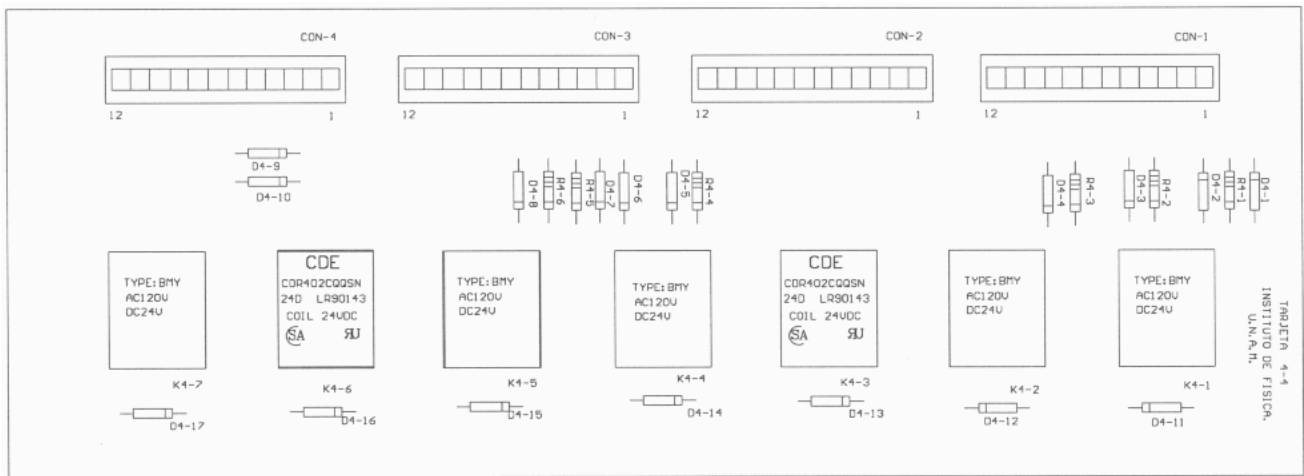 CON-4
CON-3
CON-2
CON-1
12
1
12
1
12
1
12
1
D4-9
D4-10
D4-8
R4-6
R4-5
D4-7
D4-6
D4-5
R4-4
D4-4
R4-3
D4-3
R4-2
D4-2
R4-1
D4-1
TYPE:BMY
AC120V
DC24V
K4-7
CDE
CDR402CQQSN
24D LR90143
COIL 24VDC
SA RU
K4-6
TYPE:BMY
AC120V
DC24V
K4-5
TYPE:BMY
AC120V
DC24V
K4-4
CDE
CDR402CQQSN
24D LR90143
COIL 24VDC
SA RU
K4-3
TYPE:BMY
AC120V
DC24V
K4-2
TYPE:BMY
AC120V
DC24V
K4-1
TARJETA 4-4
INSTITUTO DE FISICA.
U.N.A.M.
D4-17
D4-16
D4-15
D4-14
D4-13
D4-12
D4-11